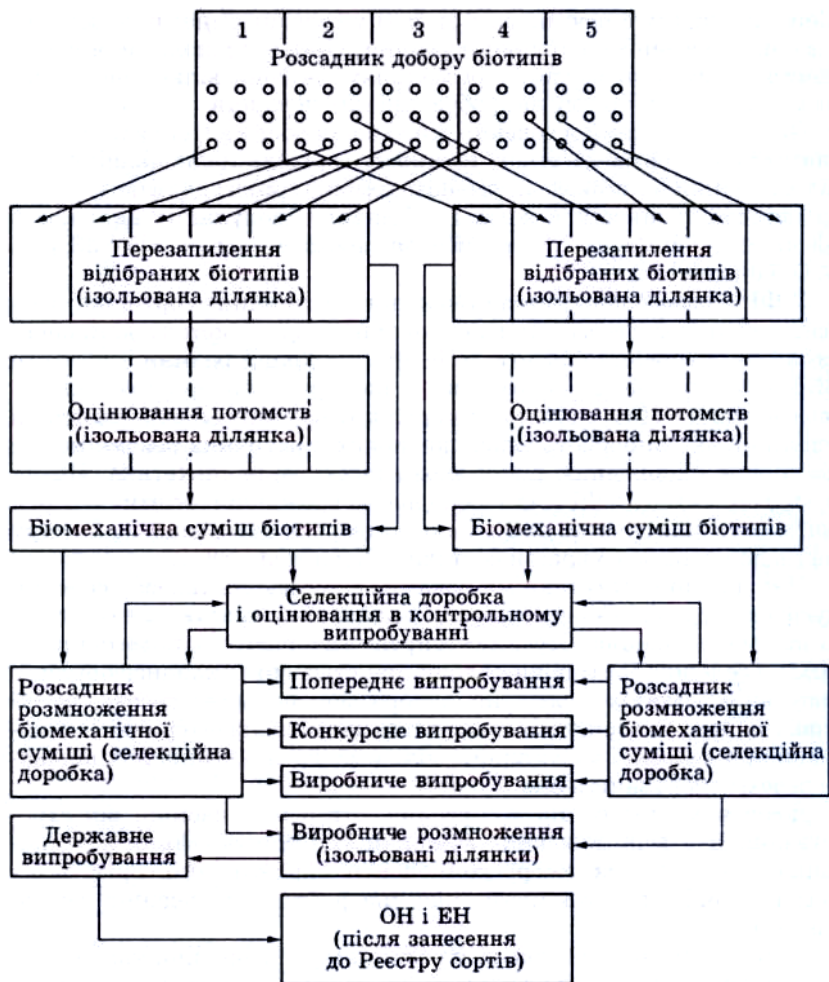 1 2 3 4 5
Розсадник добору біотипів
Перезапилення
відібраних біотипів
(ізольована ділянка)
Перезапилення
відібраних біотипів
(ізольована ділянка)
Оцінювання потомств
(ізольована ділянка)
Оцінювання потомств
(ізольована ділянка)
Біомеханічна суміш біотипів
Біомеханічна суміш біотипів
Селекційна доробка
і оцінювання в контрольному
випробуванні
Розсадник
розмноження
біомеханічної
суміші (селекційна
доробка)
Попереднє випробування
Конкурсне випробування
Виробниче випробування
Розсадник
розмноження
біомеханічної
суміші (селекційна
доробка)
Державне
випробування
Виробниче розмноження
(ізольовані ділянки)
ОН і ЕН
(після занесення
до Реєстру сортів)